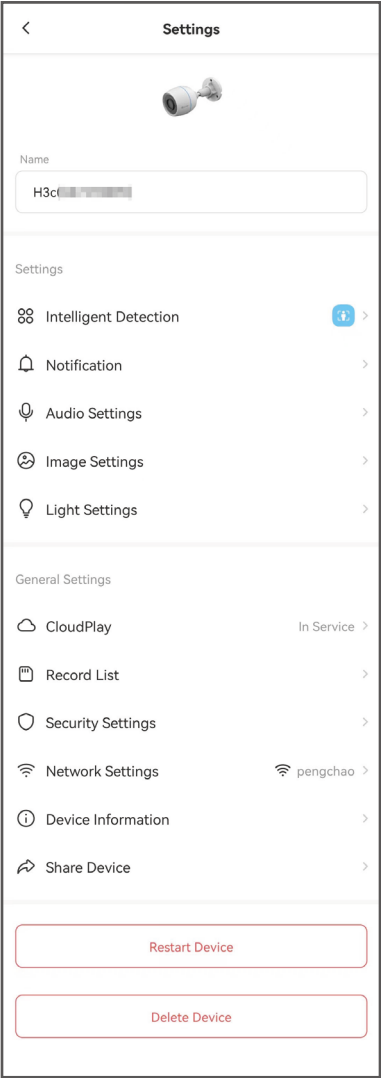 Settings
Name
H3c(
Settings
Intelligent Detection
Notification
Audio Settings
Image Settings
Light Settings
General Settings
CloudPlay In Service
Record List
Security Settings
Network Settings pengchao
Device Information
Share Device
Restart Device
Delete Device